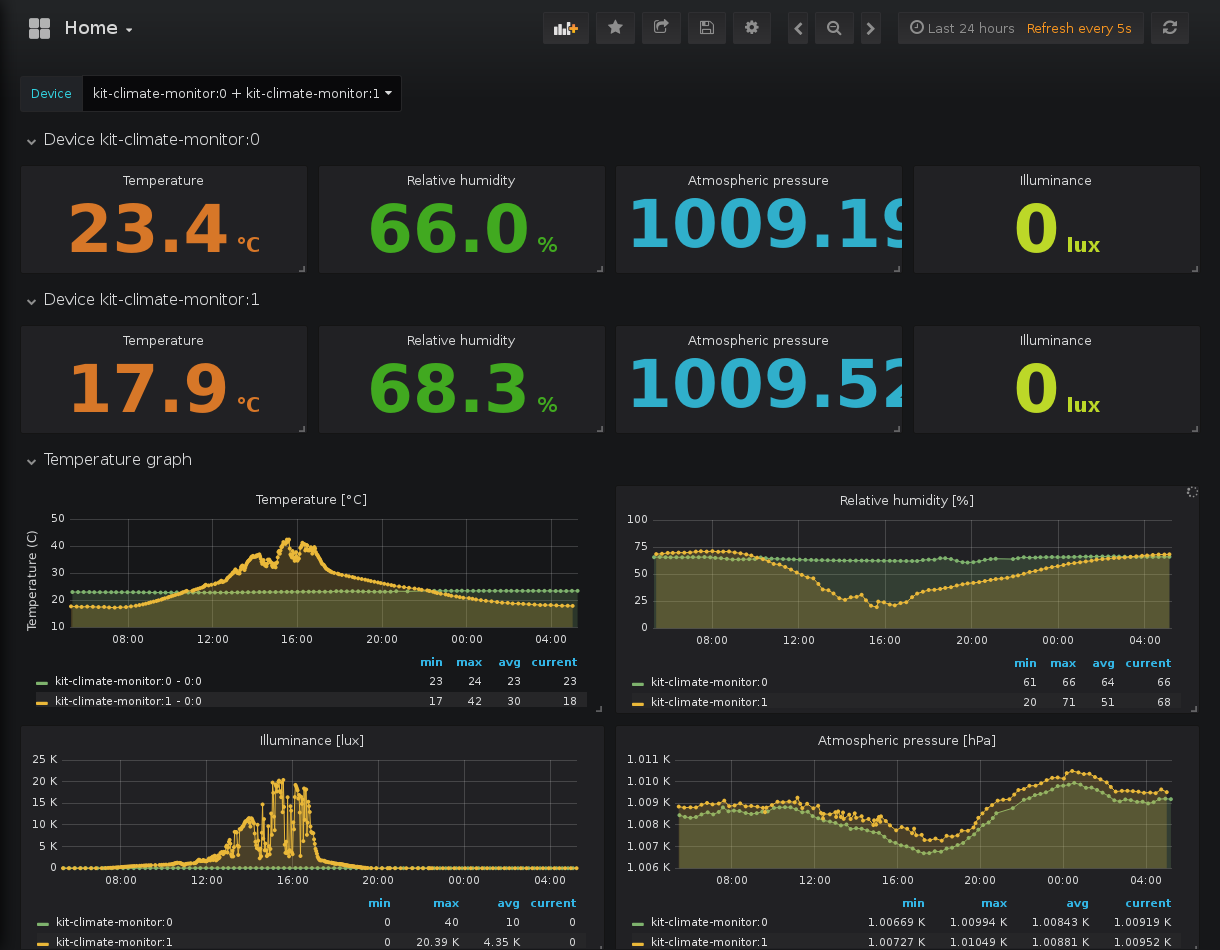 Home
Last 24 hours Refresh every 5s
Device kit-climate-monitor:0 + kit-climate-monitor:1
Device kit-climate-monitor:0
Temperature Relative humidity Atmospheric pressure Illuminance
23.4 °C 66.0 % 1009.19 0 lux
Device kit-climate-monitor:1
Temperature Relative humidity Atmospheric pressure Illuminance
17.9 °C 68.3 % 1009.52 0 lux
Temperature graph
Temperature [°C]
Temperature (C)
50
40
30
20
10
08:00 12:00 16:00 20:00 00:00 04:00
min max avg current
kit-climate-monitor:0 - 0:0 23 24 23 23
kit-climate-monitor:1 - 0:0 17 42 30 18
Relative humidity [%]
100
75
50
25
0
08:00 12:00 16:00 20:00 00:00 04:00
min max avg current
kit-climate-monitor:0 61 66 64 66
kit-climate-monitor:1 20 71 51 68
Illuminance [lux]
25 K
20 K
15 K
10 K
5 K
0
08:00 12:00 16:00 20:00 00:00 04:00
min max avg current
kit-climate-monitor:0 0 40 10 0
kit-climate-monitor:1 0 20.39 K 4.35 K 0
Atmospheric pressure [hPa]
1.011 K
1.010 K
1.009 K
1.008 K
1.007 K
1.006 K
08:00 12:00 16:00 20:00 00:00 04:00
min max avg current
kit-climate-monitor:0 1.00669 K 1.00994 K 1.00843 K 1.00919 K
kit-climate-monitor:1 1.00727 K 1.01049 K 1.00881 K 1.00952 K